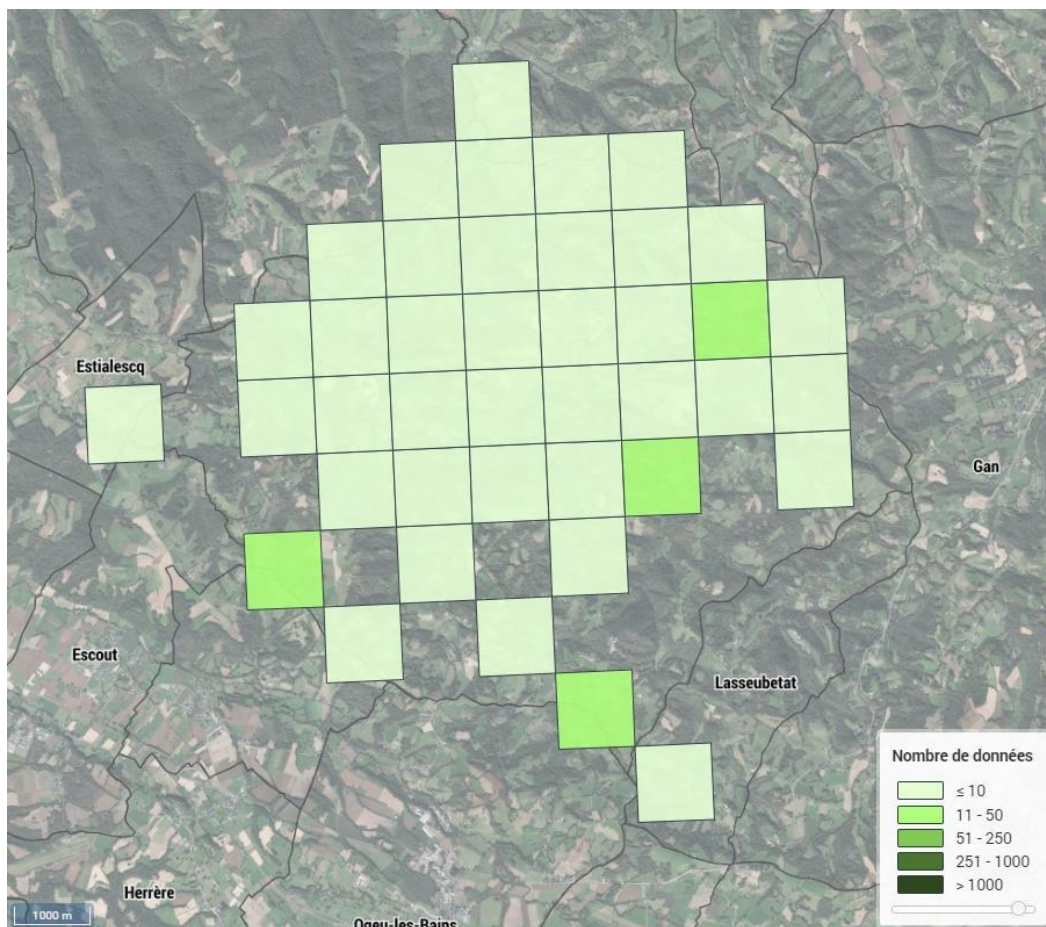 Estialescq
Gan
Escout
Lasseubetat
Herrère
Ogeu-les-Bains
1000 m
Nombre de données
≤ 10
11 - 50
51 - 250
251 - 1000
> 1000